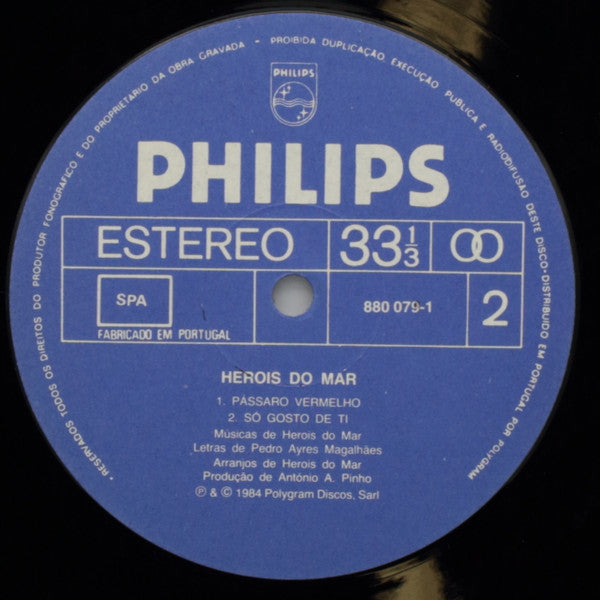 • RESERVADOS TODOS OS DIREITOS DO PRODUTOR FONOGRÁFICO E DO PROPRIETÁRIO DA OBRA GRAVADA - PROIBIDA DUPLICAÇÃO, EXECUÇÃO PÚBLICA E RADIODIFUSÃO DESTE DISCO - DISTRIBUÍDO EM PORTUGAL POR POLYGRAM •
PHILIPS
PHILIPS
ESTEREO 33 1/3
SPA 880 079-1 2
FABRICADO EM PORTUGAL
HEROIS DO MAR
1. PÁSSARO VERMELHO
2. SÓ GOSTO DE TI
Músicas de Herois do Mar
Letras de Pedro Ayres Magalhães
Arranjos de Herois do Mar
Produção de António A. Pinho
℗ & © 1984 Polygram Discos, Sarl